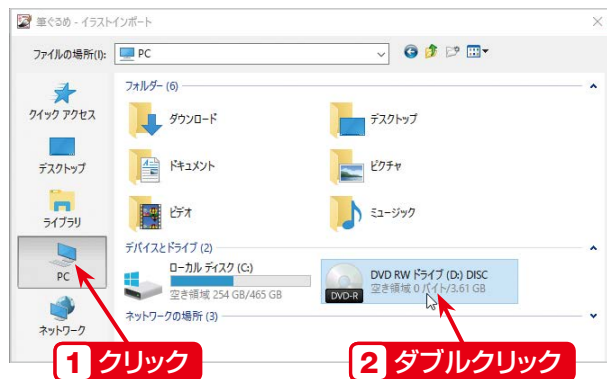 筆ぐるめ - イラストインポート
ファイルの場所(I): PC
クイック アクセス
デスクトップ
ライブラリ
PC
ネットワーク
フォルダー (6)
ダウンロード
デスクトップ
ドキュメント
ピクチャ
ビデオ
ミュージック
デバイスとドライブ (2)
ローカル ディスク (C:)
空き領域 254 GB/465 GB
DVD RW ドライブ (D:) DISC
空き領域 0 バイト/3.61 GB
DVD-R
ネットワークの場所 (3)
1 クリック
2 ダブルクリック